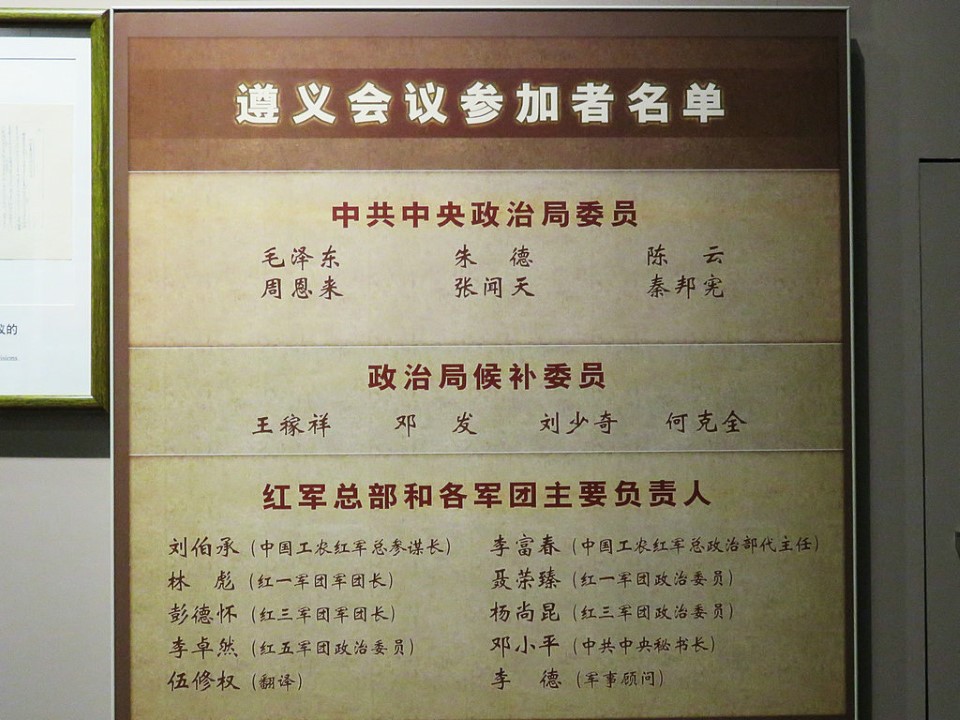 遵义会议参加者名单
中共中央政治局委员
毛泽东 朱 德 陈 云
周恩来 张闻天 秦邦宪
政治局候补委员
王稼祥 邓 发 刘少奇 何克全
红军总部和各军团主要负责人
刘伯承（中国工农红军总参谋长） 李富春（中国工农红军总政治部代主任）
林 彪（红一军团军团长） 聂荣臻（红一军团政治委员）
彭德怀（红三军团军团长） 杨尚昆（红三军团政治委员）
李卓然（红五军团政治委员） 邓小平（中共中央秘书长）
伍修权（翻译） 李 德（军事顾问）
议的